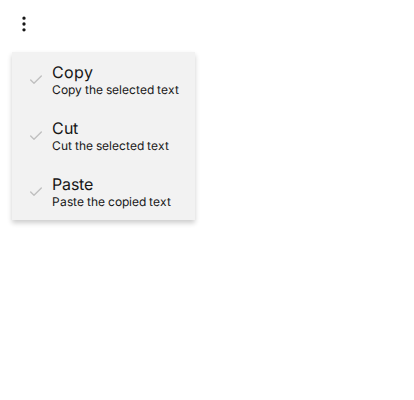 Copy
Copy the selected text
Cut
Cut the selected text
Paste
Paste the copied text